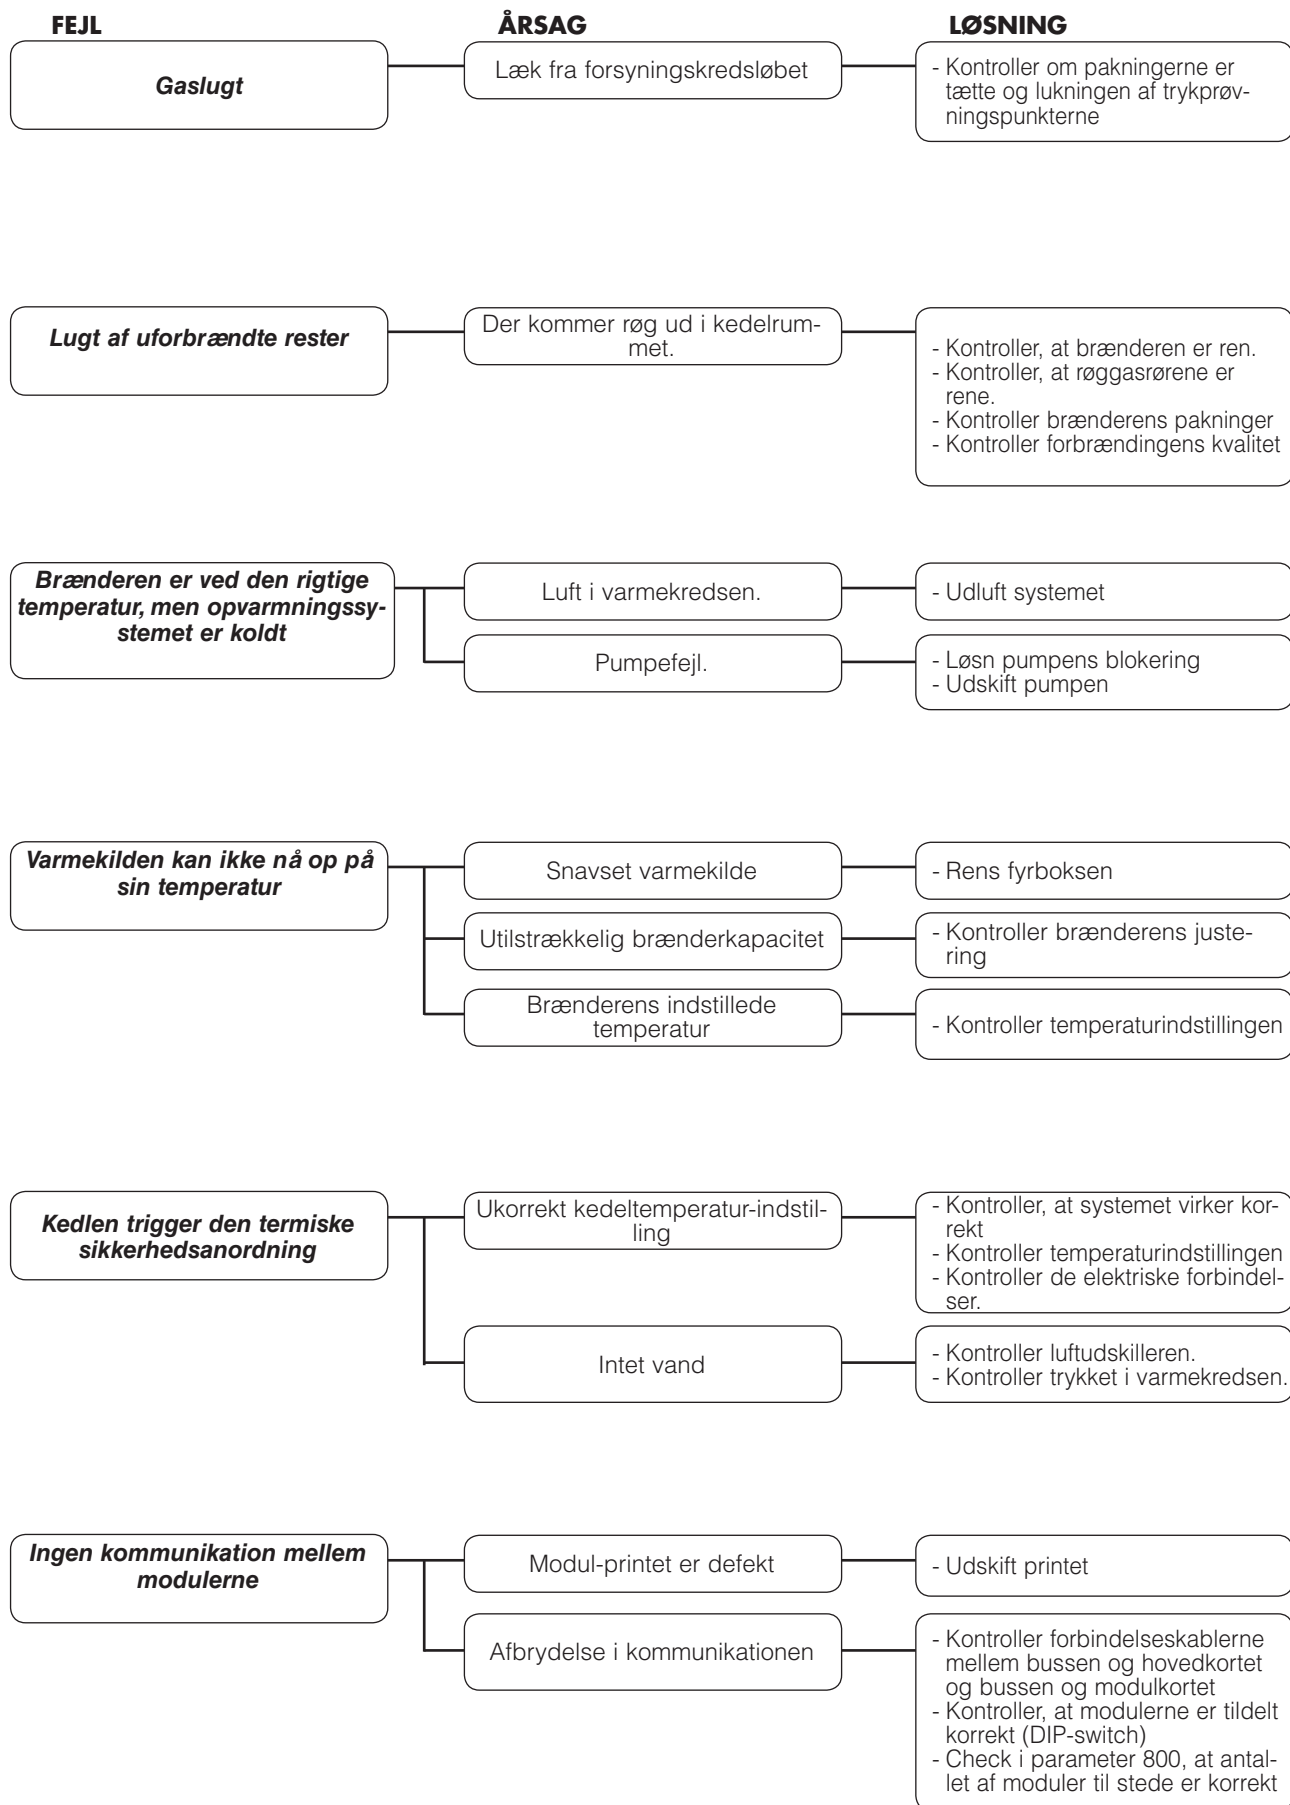 FEJL
ÅRSAG
LØSNING
Gaslugt
Læk fra forsyningskredsløbet
- Kontroller om pakningerne er
tætte og lukningen af trykprøv-
ningspunkterne
Lugt af uforbrændte rester
Der kommer røg ud i kedelrum-
met.
- Kontroller, at brænderen er ren.
- Kontroller, at røggasrørene er
rene.
- Kontroller brænderens pakninger
- Kontroller forbrændingens kvalitet
Brænderen er ved den rigtige
temperatur, men opvarmningssy-
stemet er koldt
Luft i varmekredsen.
- Udluft systemet
Pumpefejl.
- Løsn pumpens blokering
- Udskift pumpen
Varmekilden kan ikke nå op på
sin temperatur
Snavset varmekilde
- Rens fyrboksen
Utilstrækkelig brænderkapacitet
- Kontroller brænderens juste-
ring
Brænderens indstillede
temperatur
- Kontroller temperaturindstillingen
Kedlen trigger den termiske
sikkerhedsanordning
Ukorrekt kedeltemperatur-indstil-
ling
- Kontroller, at systemet virker kor-
rekt
- Kontroller temperaturindstillingen
- Kontroller de elektriske forbindel-
ser.
Intet vand
- Kontroller luftudskilleren.
- Kontroller trykket i varmekredsen.
Ingen kommunikation mellem
modulerne
Modul-printet er defekt
- Udskift printet
Afbrydelse i kommunikationen
- Kontroller forbindelseskablerne
mellem bussen og hovedkortet
og bussen og modulkortet
- Kontroller, at modulerne er tildelt
korrekt (DIP-switch)
- Check i parameter 800, at antal-
let af moduler til stede er korrekt